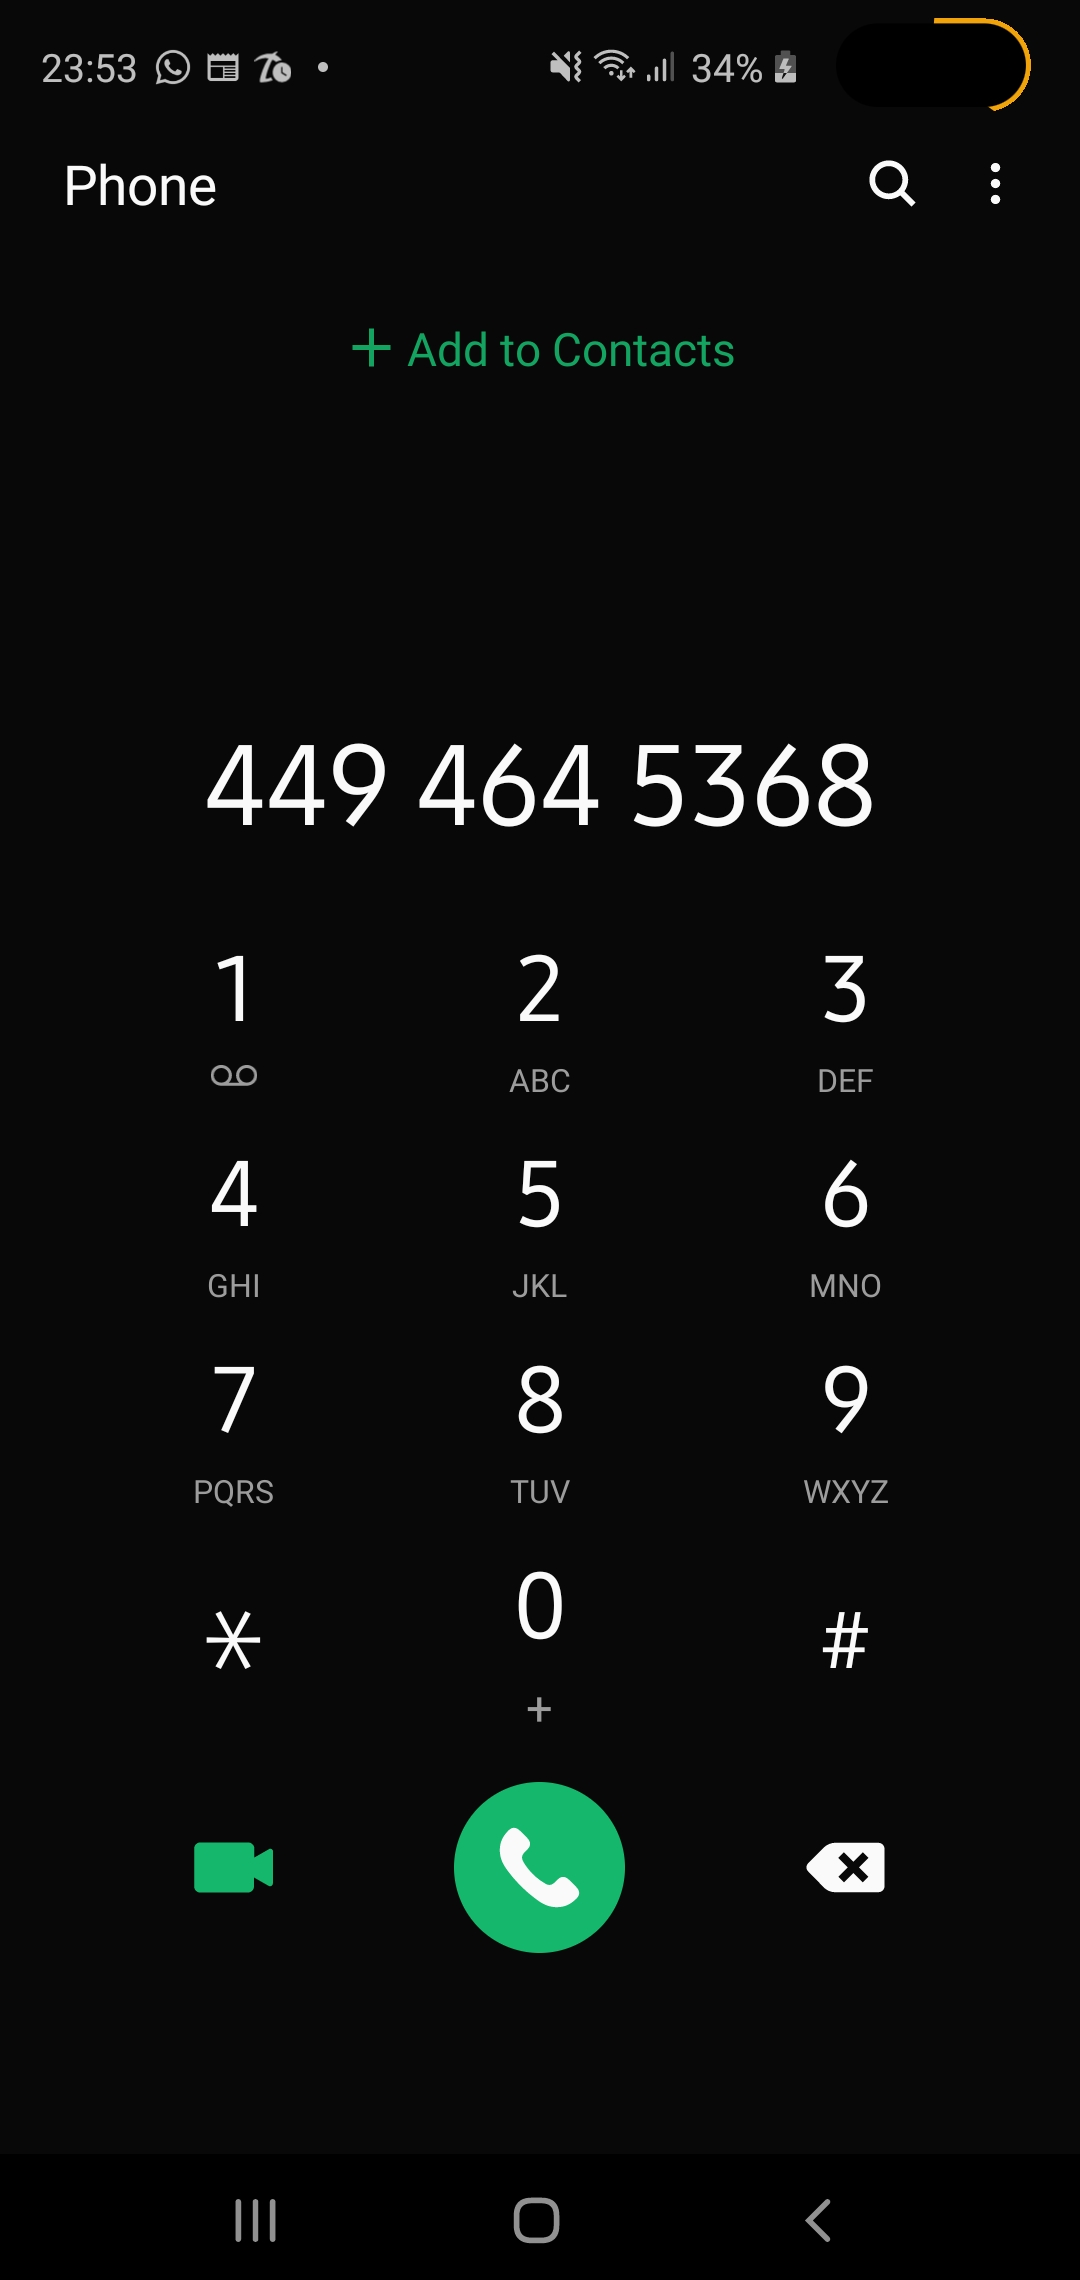 23:53 34%
Phone
+ Add to Contacts
449 464 5368
1 2 3
ABC DEF
4 5 6
GHI JKL MNO
7 8 9
PQRS TUV WXYZ
* 0 #
+